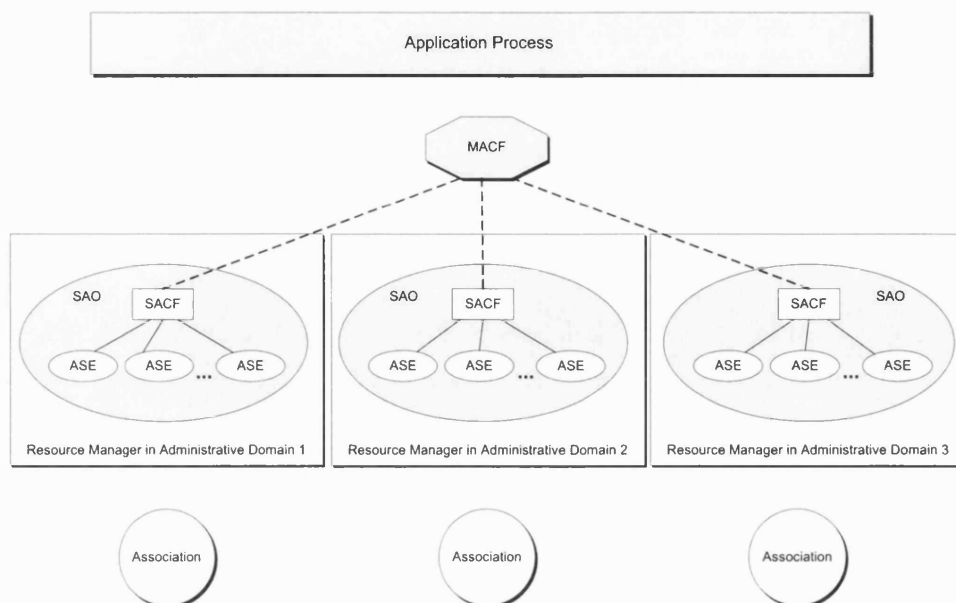 Application Process
MACF
SAO
SACF
ASE
ASE
...
ASE
Resource Manager in Administrative Domain 1
SAO
SACF
ASE
ASE
...
ASE
Resource Manager in Administrative Domain 2
SACF
SAO
ASE
ASE
...
ASE
Resource Manager in Administrative Domain 3
Association
Association
Association